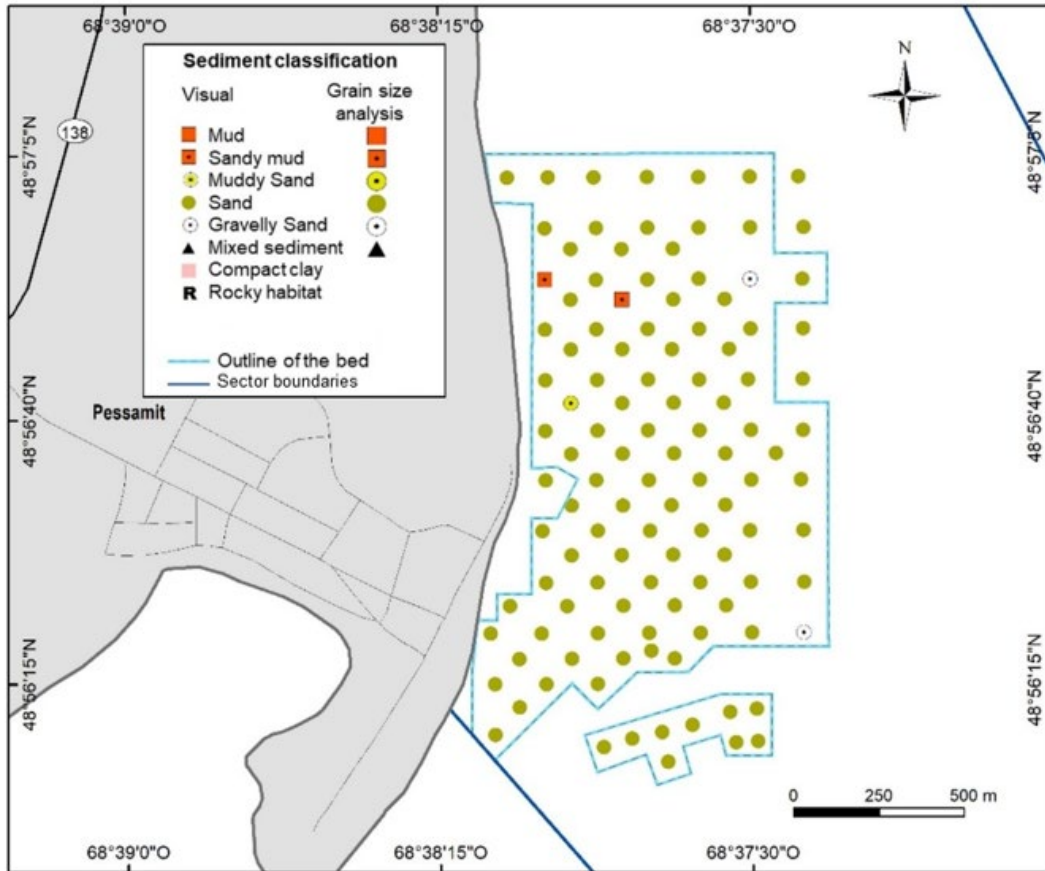 68°39'0"O 68°38'15"O 68°37'30"O
Sediment classification
Visual
Grain size
analysis
Mud
Sandy mud
Muddy Sand
Sand
Gravelly Sand
Mixed sediment
Compact clay
R Rocky habitat
Outline of the bed
Sector boundaries
N
138
48°57'5"N
48°57'5"N
Pessamit
48°56'40"N
48°56'40"N
48°56'15"N
48°56'15"N
0 250 500 m
68°39'0"O 68°38'15"O 68°37'30"O